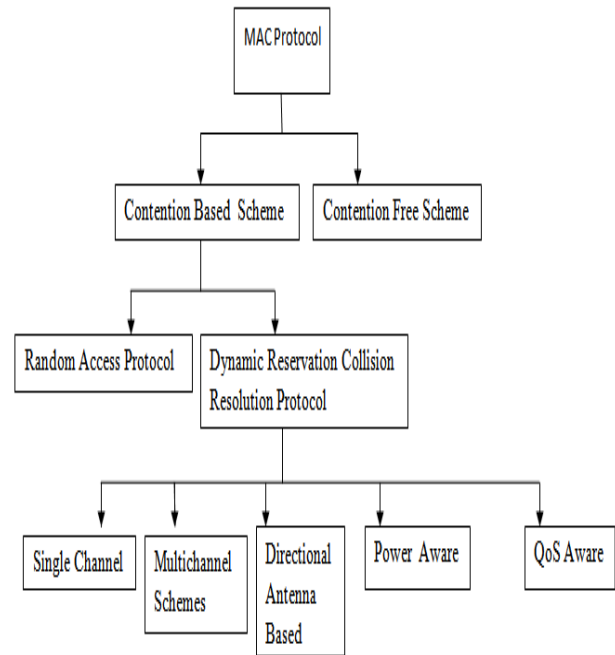 MAC Protocol
Contention Based Scheme
Contention Free Scheme
Random Access Protocol
Dynamic Reservation Collision
Resolution Protocol
Single Channel
Multichannel
Schemes
Directional
Antenna
Based
Power Aware
QoS Aware